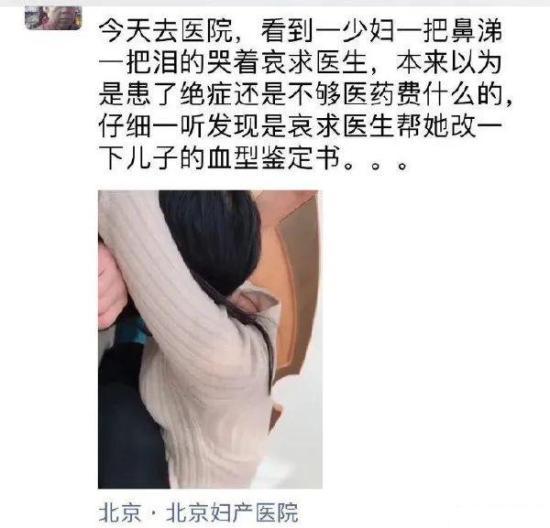 今天去医院，看到一少妇一把鼻涕
一把泪的哭着哀求医生，本来以为
是患了绝症还是不够医药费什么的，
仔细一听发现是哀求医生帮她改一
下儿子的血型鉴定书。。。
北京·北京妇产医院